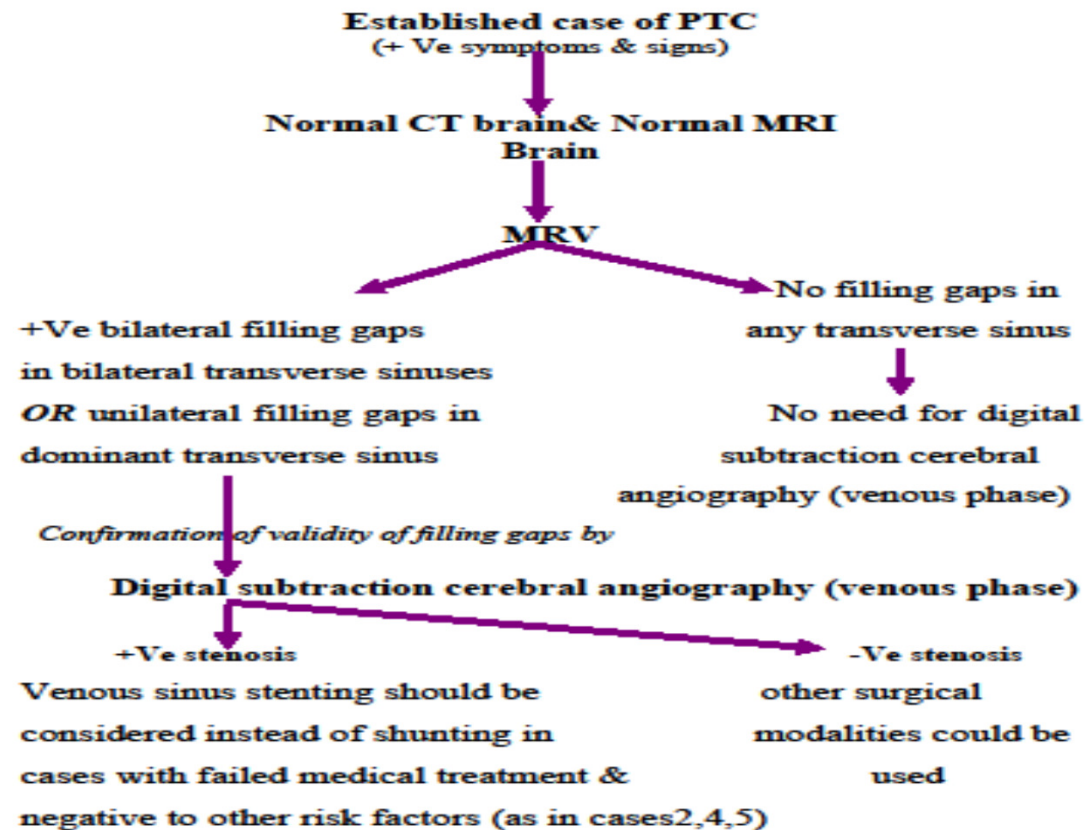 Established case of PTC
(+ Ve symptoms & signs)
Normal CT brain& Normal MRI
Brain
MRV
+Ve bilateral filling gaps
in bilateral transverse sinuses
OR unilateral filling gaps in
dominant transverse sinus
No filling gaps in
any transverse sinus
No need for digital
subtraction cerebral
angiography (venous phase)
Confirmation of validity of filling gaps by
Digital subtraction cerebral angiography (venous phase)
+Ve stenosis
Venous sinus stenting should be
considered instead of shunting in
cases with failed medical treatment &
negative to other risk factors (as in cases2,4,5)
-Ve stenosis
other surgical
modalities could be
used